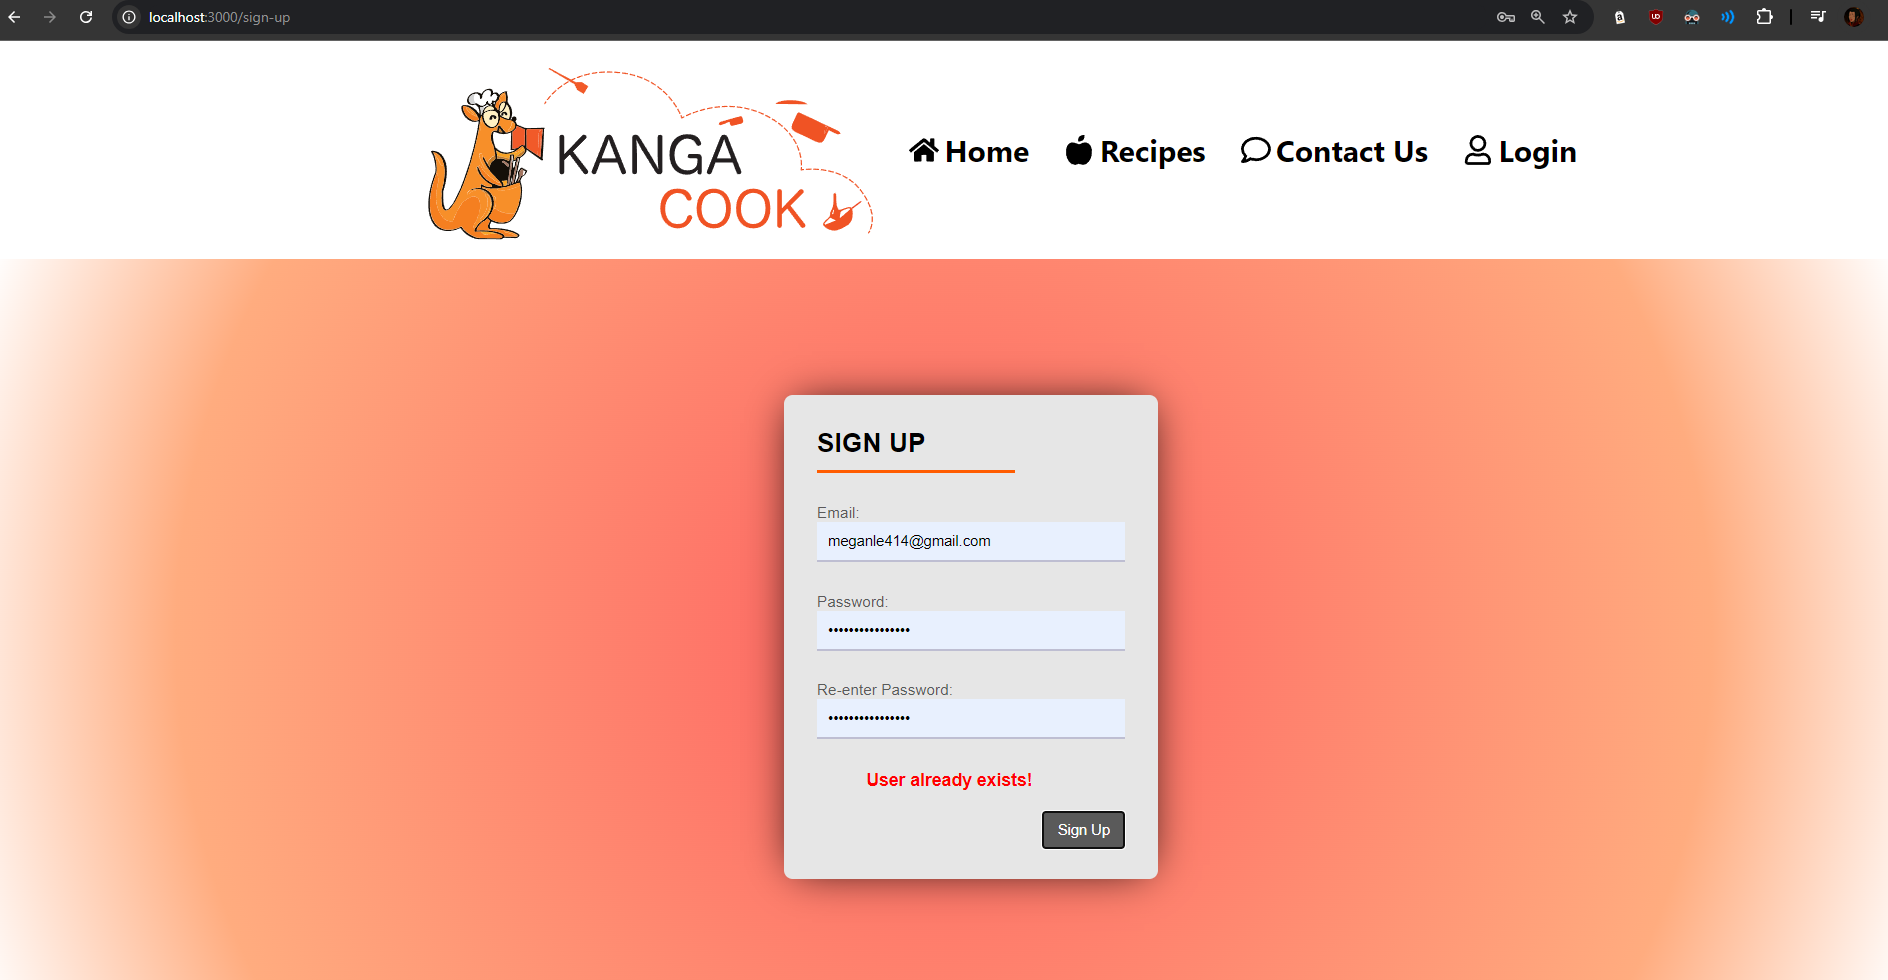 localhost:3000/sign-up
KANGA
COOK
Home Recipes Contact Us Login
SIGN UP
Email:
meganle414@gmail.com
Password:
••••••••••••••••
Re-enter Password:
••••••••••••••••
User already exists!
Sign Up